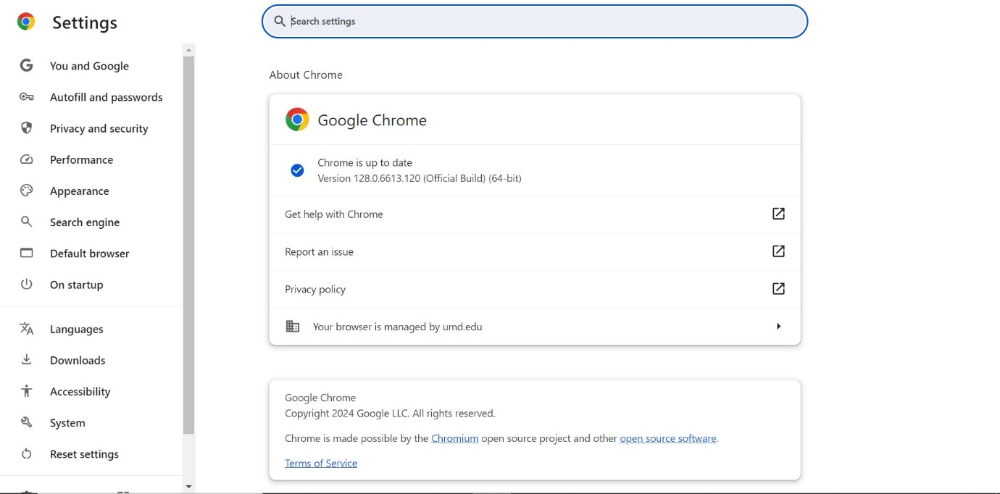 Settings
Search settings
You and Google
Autofill and passwords
Privacy and security
Performance
Appearance
Search engine
Default browser
On startup
Languages
Downloads
Accessibility
System
Reset settings
About Chrome
Google Chrome
Chrome is up to date
Version 128.0.6613.120 (Official Build) (64-bit)
Get help with Chrome
Report an issue
Privacy policy
Your browser is managed by umd.edu
Google Chrome
Copyright 2024 Google LLC. All rights reserved.
Chrome is made possible by the Chromium open source project and other open source software.
Terms of Service